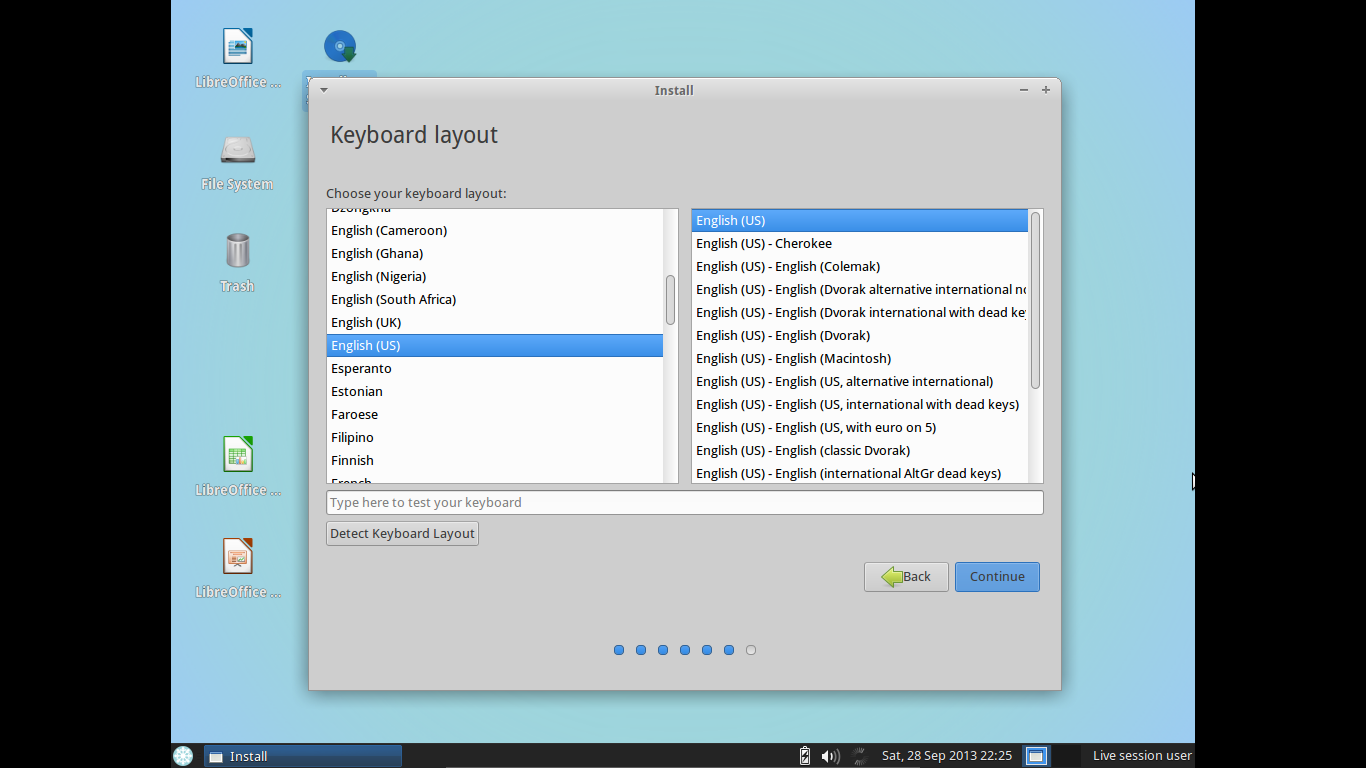 LibreOffice ...
File System
Trash
LibreOffice ...
LibreOffice ...
Install
Keyboard layout
Choose your keyboard layout:
Dzongkha
English (Cameroon)
English (Ghana)
English (Nigeria)
English (South Africa)
English (UK)
English (US)
Esperanto
Estonian
Faroese
Filipino
Finnish
French
English (US)
English (US) - Cherokee
English (US) - English (Colemak)
English (US) - English (Dvorak alternative international
English (US) - English (Dvorak international with dead
English (US) - English (Dvorak)
English (US) - English (Macintosh)
English (US) - English (US, alternative international)
English (US) - English (US, international with dead keys)
English (US) - English (US, with euro on 5)
English (US) - English (classic Dvorak)
English (US) - English (international AltGr dead keys)
Type here to test your keyboard
Detect Keyboard Layout
Back
Continue
Install
Sat, 28 Sep 2013 22:25
Live session user